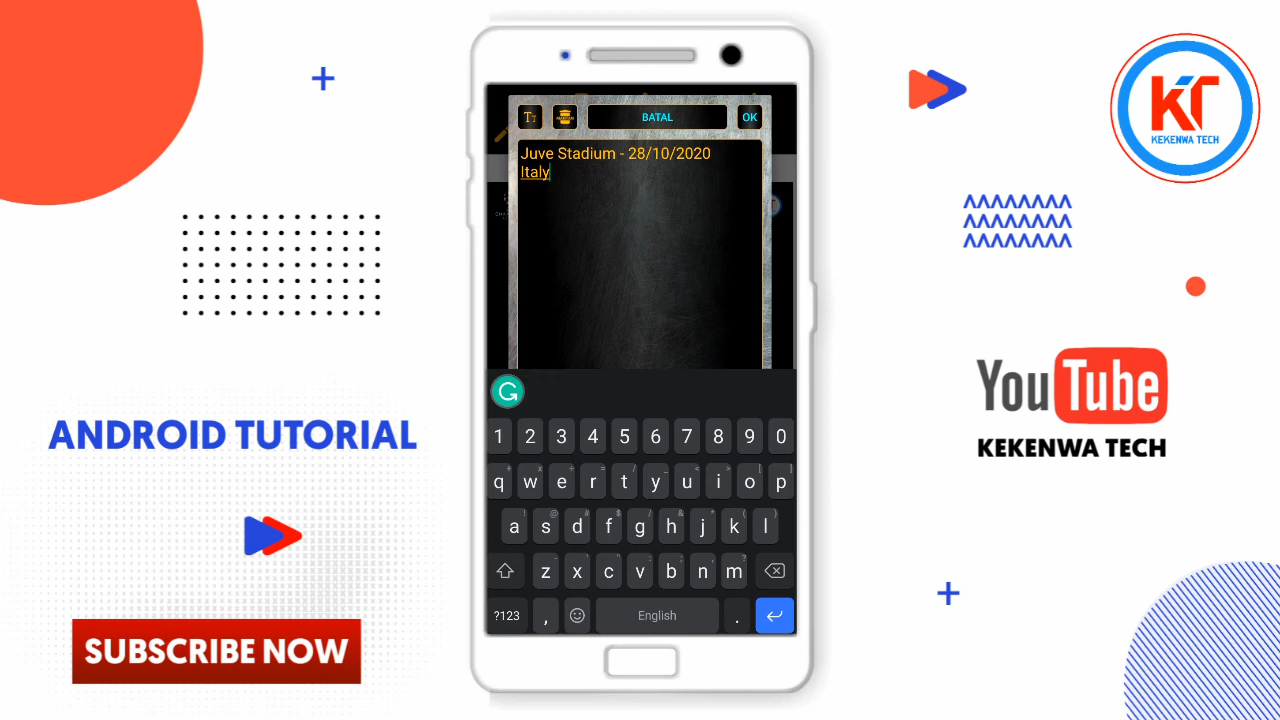 KT
KEKENWA TECH
Tт
BATAL
OK
Juve Stadium - 28/10/2020
Italy
YouTube
KEKENWA TECH
ANDROID TUTORIAL
SUBSCRIBE NOW
G
1 2 3 4 5 6 7 8 9 0
q w e r t y u i o p
a s d f g h j k l
z x c v b n m
?123 , English .